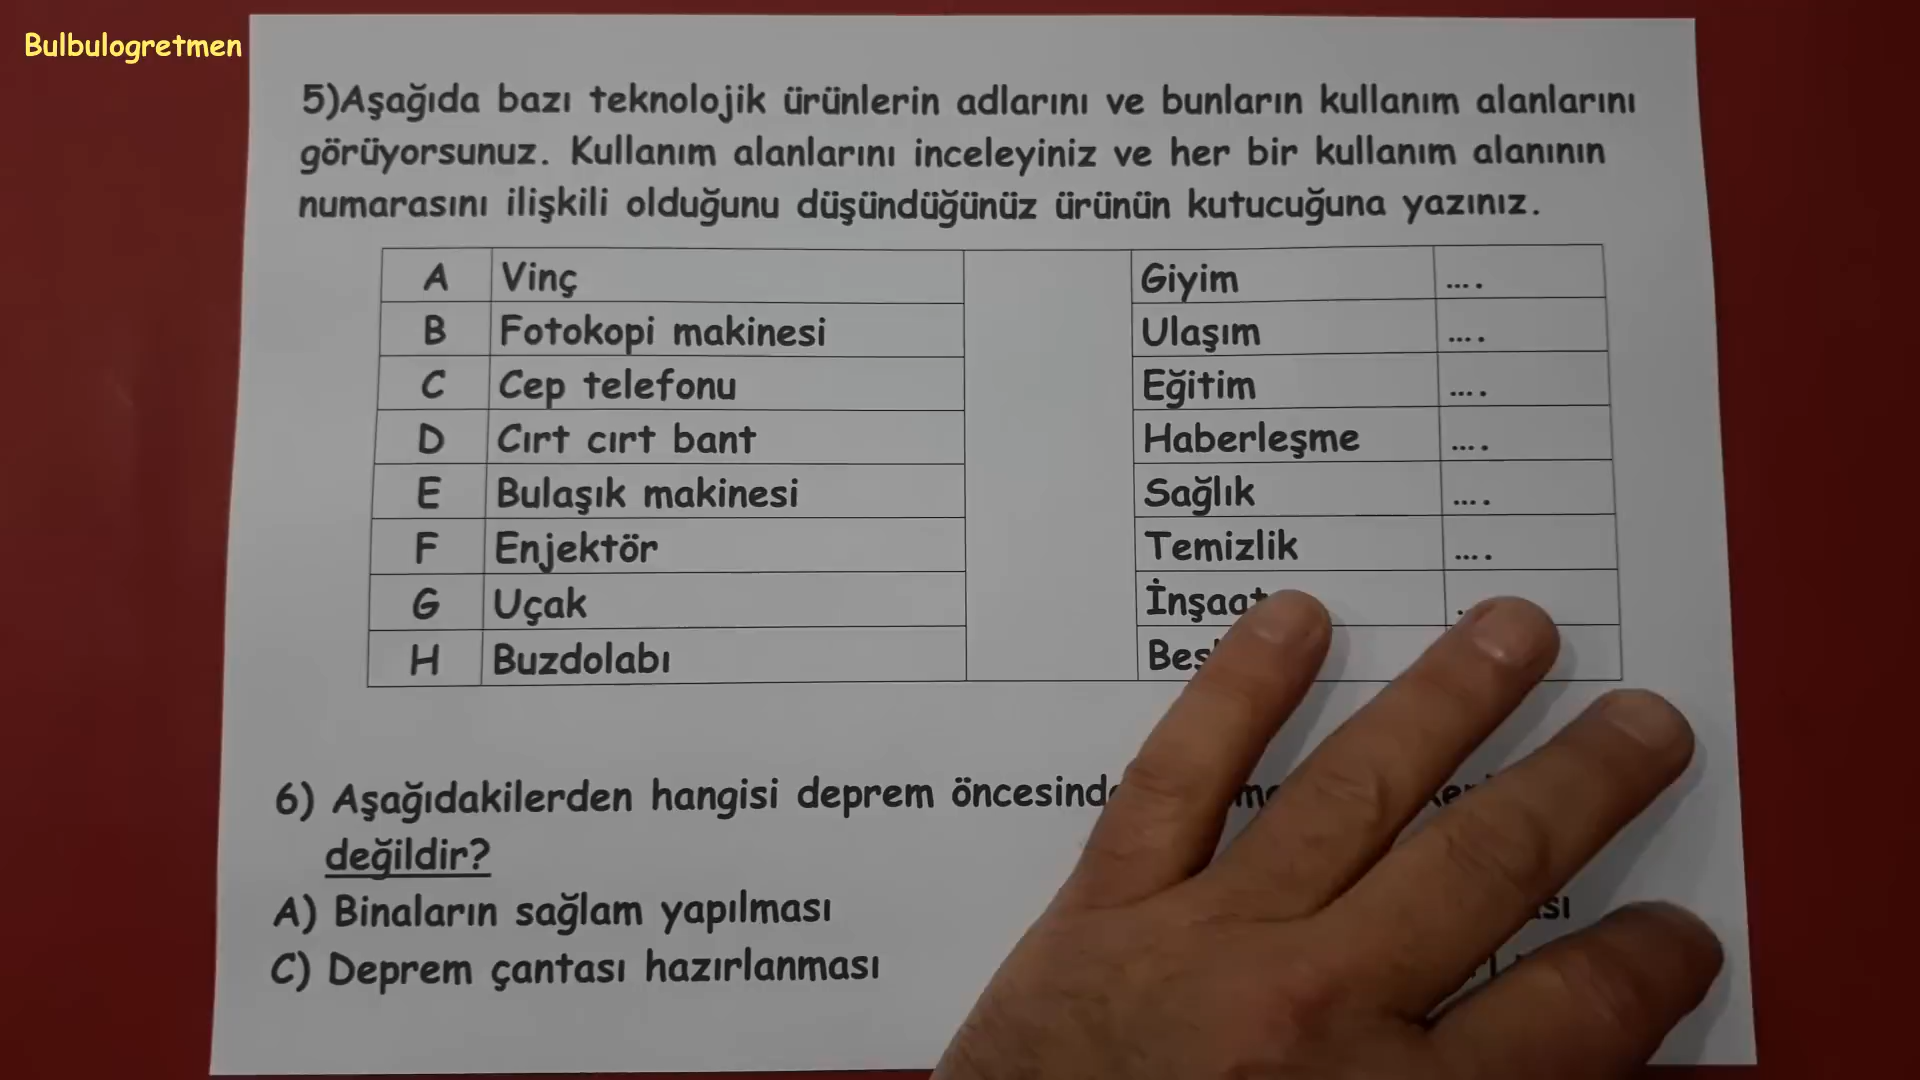 Bulbulogretmen
5)Aşağıda bazı teknolojik ürünlerin adlarını ve bunların kullanım alanlarını
görüyorsunuz. Kullanım alanlarını inceleyiniz ve her bir kullanım alanının
numarasını ilişkili olduğunu düşündüğünüz ürünün kutucuğuna yazınız.
A Vinç Giyim ....
B Fotokopi makinesi Ulaşım ....
C Cep telefonu Eğitim ....
D Cırt cırt bant Haberleşme ....
E Bulaşık makinesi Sağlık ....
F Enjektör Temizlik ....
G Uçak İnşaat
H Buzdolabı
6) Aşağıdakilerden hangisi deprem
değildir?
A) Binaların sağlam yapılması
C) Deprem çantası hazırlanması